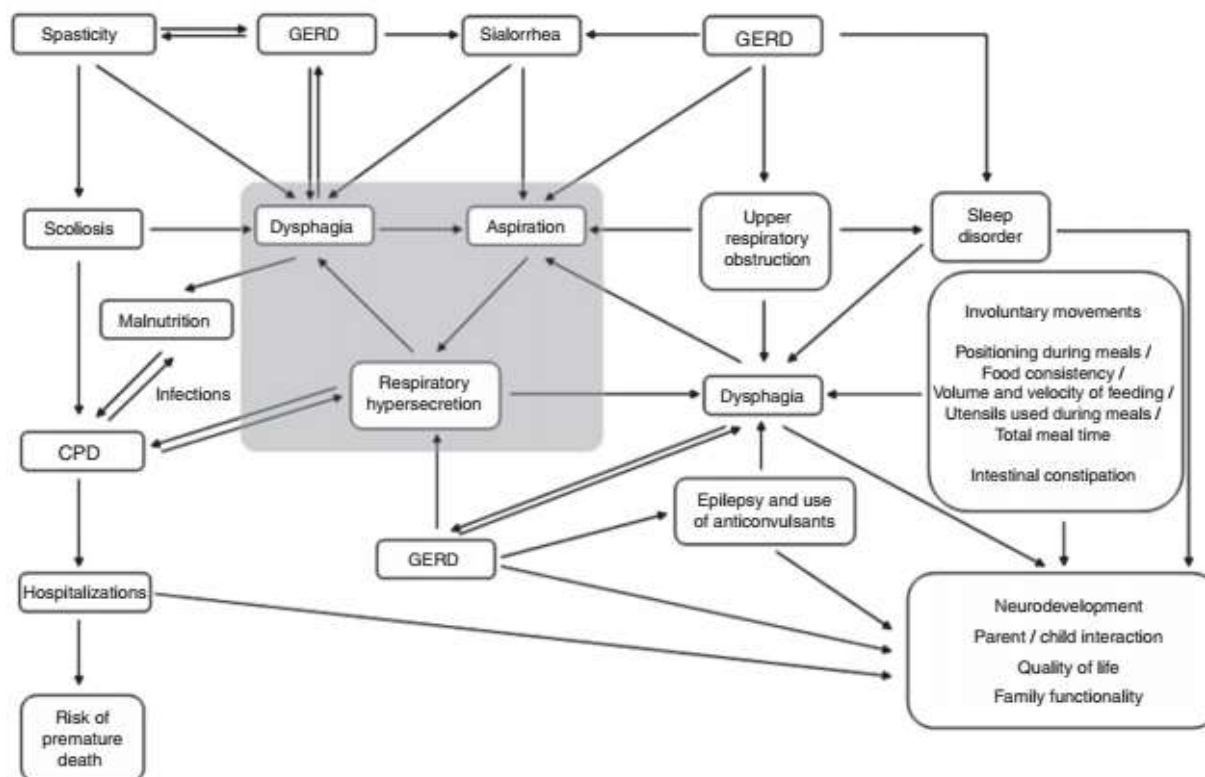 Spasticity
GERD
Sialorrhea
GERD
Scoliosis
Dysphagia
Aspiration
Upper
respiratory
obstruction
Sleep
disorder
Malnutrition
Infections
Respiratory
hypersecretion
Dysphagia
Involuntary movements
Positioning during meals /
Food consistency /
Volume and velocity of feeding /
Utensils used during meals /
Total meal time
Intestinal constipation
CPD
GERD
Epilepsy and use
of anticonvulsants
Hospitalizations
Neurodevelopment
Parent / child interaction
Quality of life
Family functionality
Risk of
premature
death